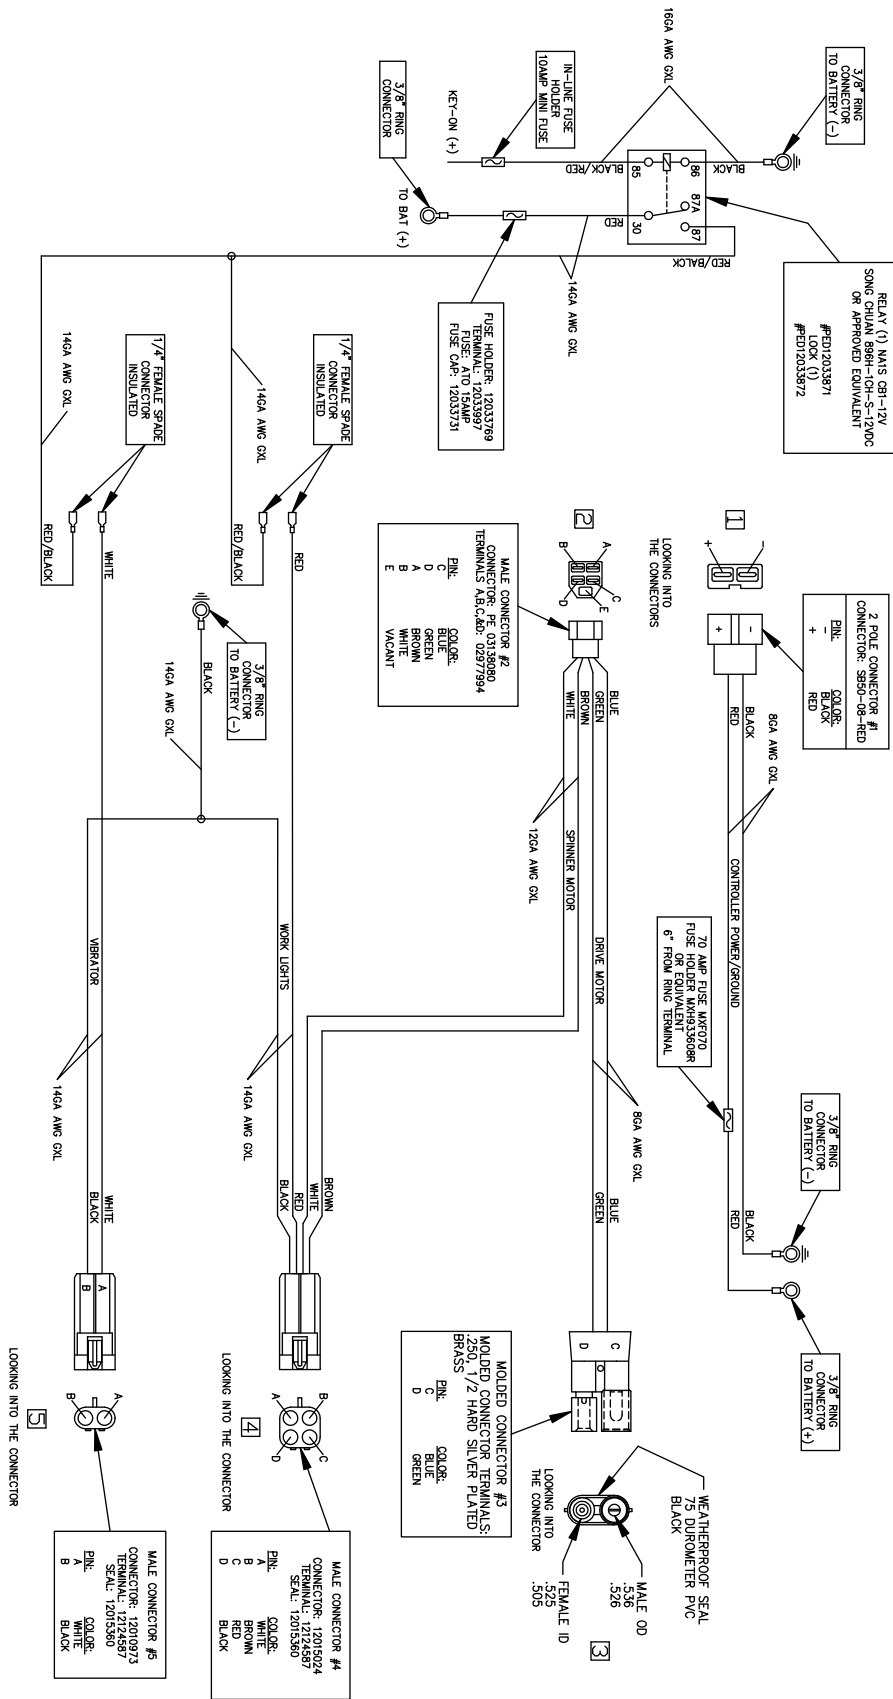 RELAY (1) NA1S CB1-12V
SONG CHUAN 896H-1CH-S-12VDC
OR APPROVED EQUIVALENT
#PED12033871
LOCK (1)
#PED12033872
3/8" RING
CONNECTOR
TO BATTERY (-)
16GA AWG GXL
BLACK
86
87A
87
85
30
BLACK/RED
RED
RED/BALCK
IN-LINE FUSE
HOLDER
10AMP MINI FUSE
KEY-ON (+)
3/8" RING
CONNECTOR
TO BAT (+)
14GA AWG GXL
FUSE HOLDER: 12033769
TERMINAL: 12033997
FUSE: ATO 15AMP
FUSE CAP: 12033731
1/4" FEMALE SPADE
CONNECTOR
INSULATED
14GA AWG GXL
RED
RED/BLACK
1/4" FEMALE SPADE
CONNECTOR
INSULATED
14GA AWG GXL
WHITE
RED/BLACK
2 POLE CONNECTOR #1
CONNECTOR: SB50-08-RED
PIN: COLOR:
- BLACK
+ RED
1
-
+
-
+
LOOKING INTO
THE CONNECTORS
BLACK
RED
8GA AWG GXL
CONTROLLER POWER/GROUND
70 AMP FUSE MXF070
FUSE HOLDER MXH933608R
OR EQUIVALENT
6" FROM RING TERMINAL
BLACK
RED
3/8" RING
CONNECTOR
TO BATTERY (-)
3/8" RING
CONNECTOR
TO BATTERY (+)
2
A
B
C
D
E
MALE CONNECTOR #2
CONNECTOR: PE 03138080
TERMINALS A,B,C,&D: 02977994
PIN: COLOR:
C BLUE
D GREEN
A BROWN
B WHITE
E VACANT
BLUE
GREEN
BROWN
WHITE
12GA AWG GXL
SPINNER MOTOR
DRIVE MOTOR
8GA AWG GXL
BLUE
GREEN
C
D
MOLDED CONNECTOR #3
MOLDED CONNECTOR TERMINALS:
.250, 1/2 HARD SILVER PLATED
BRASS
PIN: COLOR:
C BLUE
D GREEN
WEATHERPROOF SEAL
75 DUROMETER PVC
BLACK
MALE OD
.536
.526
FEMALE ID
.525
.505
LOOKING INTO
THE CONNECTOR
3
3/8" RING
CONNECTOR
TO BATTERY (-)
BLACK
14GA AWG GXL
WORK LIGHTS
14GA AWG GXL
BROWN
WHITE
RED
BLACK
A
B
C
D
4
LOOKING INTO THE CONNECTOR
MALE CONNECTOR #4
CONNECTOR: 12015024
TERMINAL: 12124587
SEAL: 12015360
PIN: COLOR:
A WHITE
B BROWN
C RED
D BLACK
VIBRATOR
14GA AWG GXL
WHITE
BLACK
A
B
A
B
5
LOOKING INTO THE CONNECTOR
MALE CONNECTOR #5
CONNECTOR: 12010973
TERMINAL: 12124587
SEAL: 12015360
PIN: COLOR:
A WHITE
B BLACK